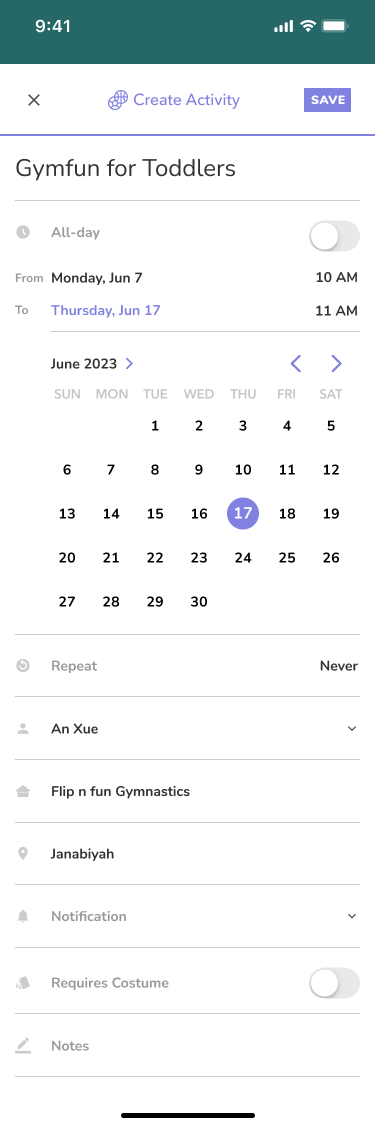 9:41
Create Activity
SAVE
Gymfun for Toddlers
All-day
From Monday, Jun 7 10 AM
To Thursday, Jun 17 11 AM
June 2023
SUN MON TUE WED THU FRI SAT
1 2 3 4 5
6 7 8 9 10 11 12
13 14 15 16 17 18 19
20 21 22 23 24 25 26
27 28 29 30
Repeat Never
An Xue
Flip n fun Gymnastics
Janabiyah
Notification
Requires Costume
Notes